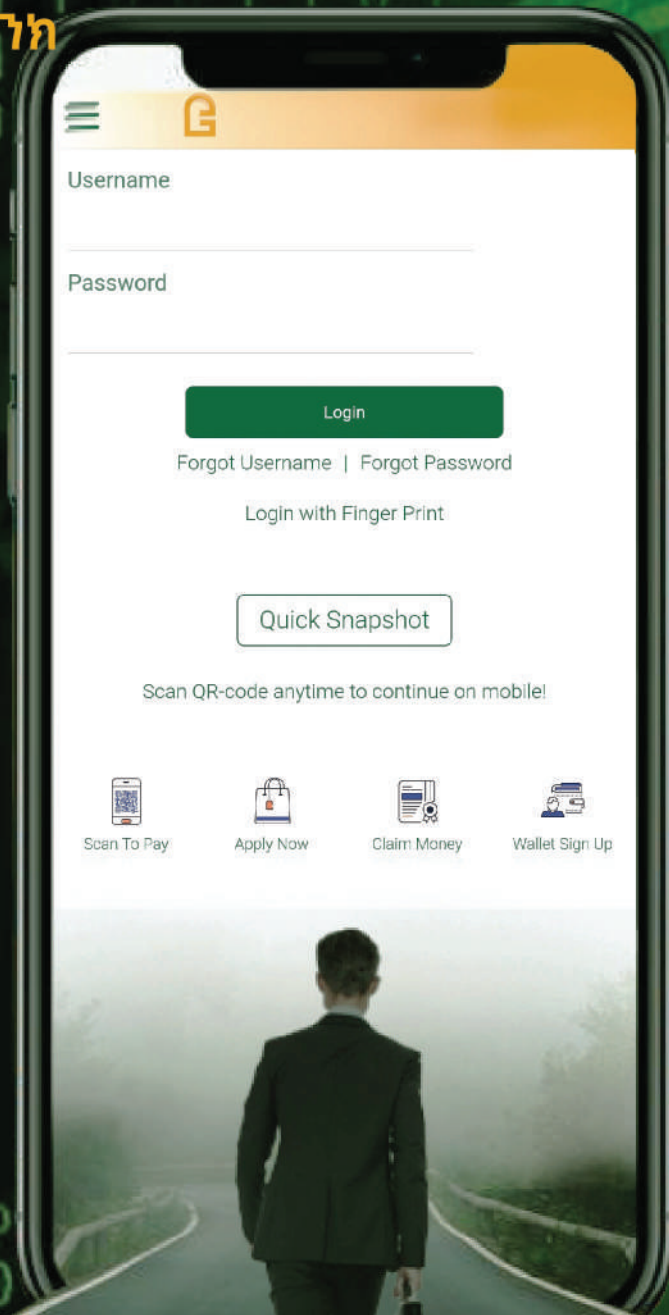 Username
Password
Login
Forgot Username | Forgot Password
Login with Finger Print
Quick Snapshot
Scan QR-code anytime to continue on mobile!
Scan To Pay
Apply Now
Claim Money
Wallet Sign Up